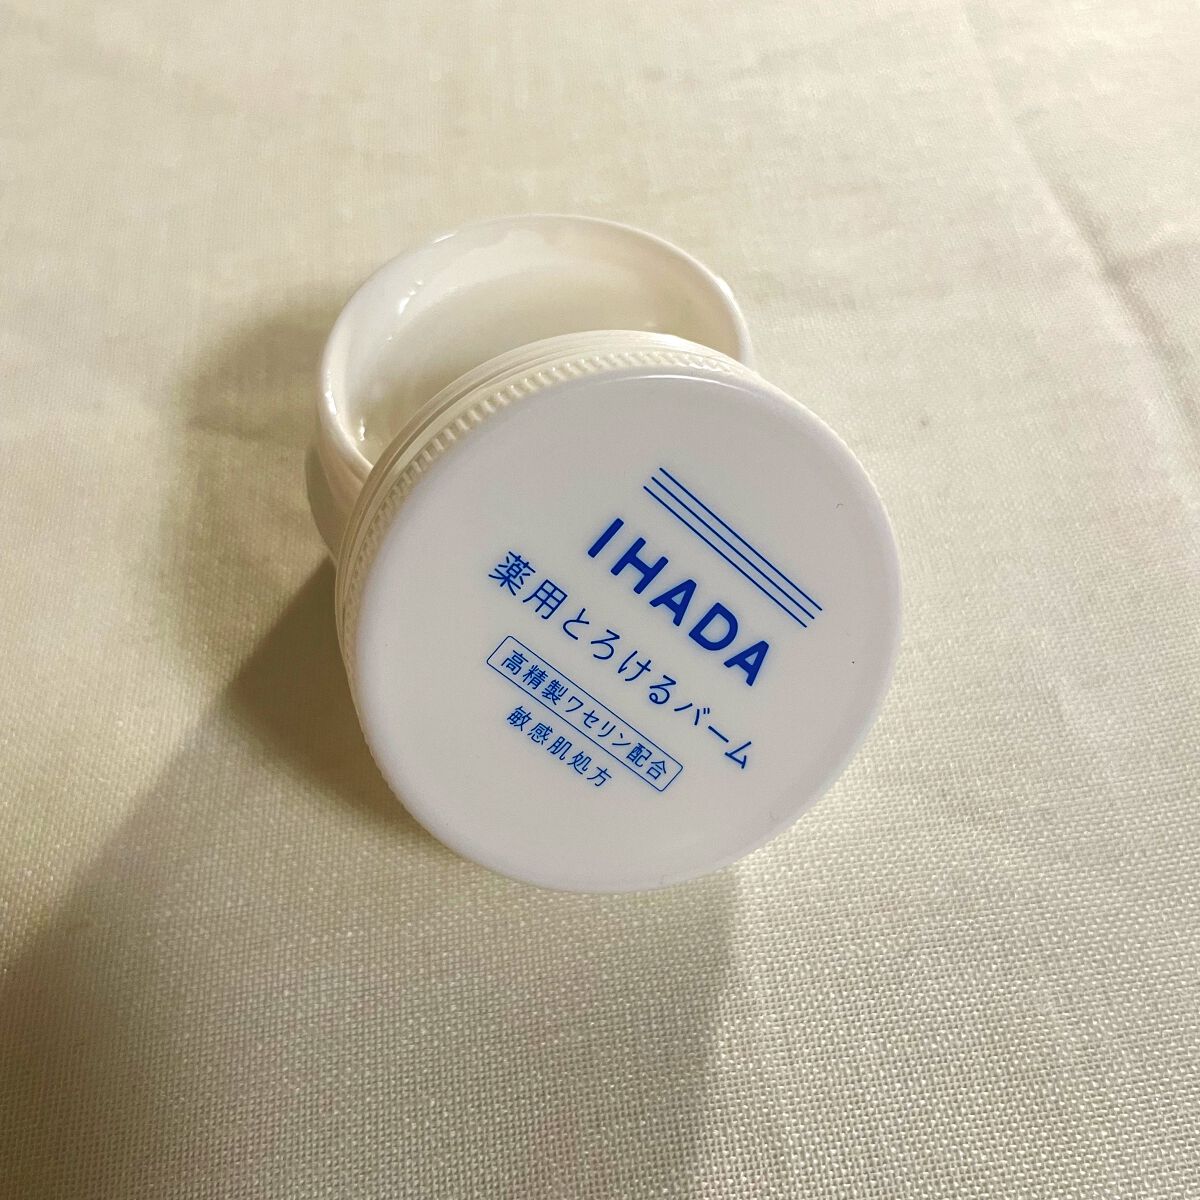 IHADA
薬用とろけるバーム
高精製ワセリン配合
敏感肌処方